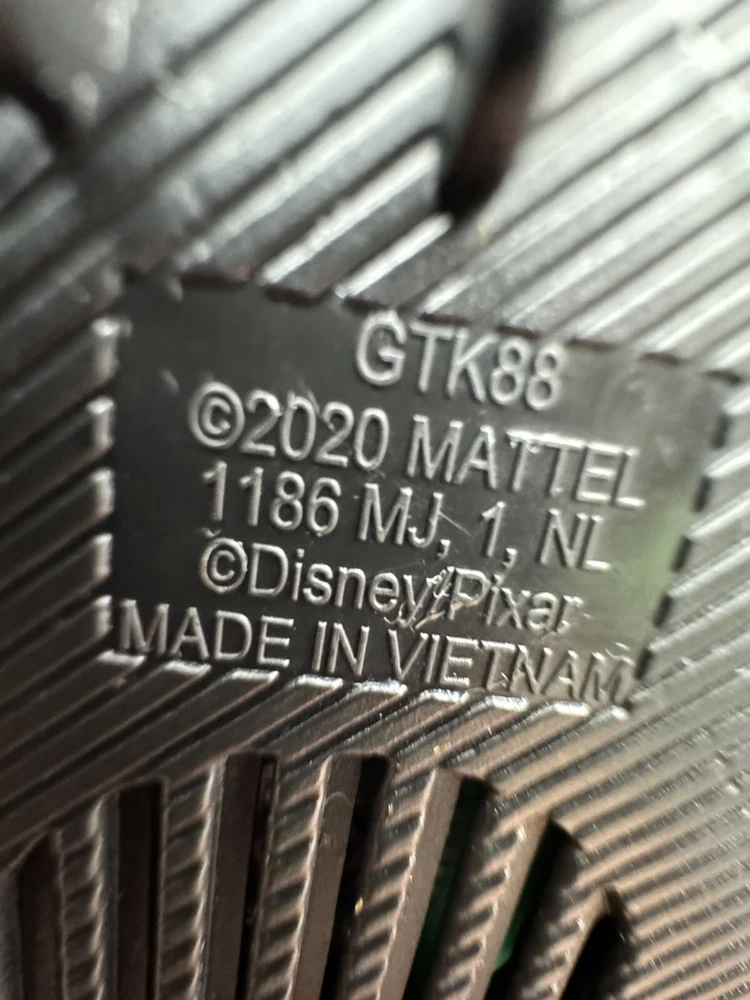 GTK88
©2020 MATTEL
1186 MJ, 1, NL
©Disney/Pixar
MADE IN VIETNAM